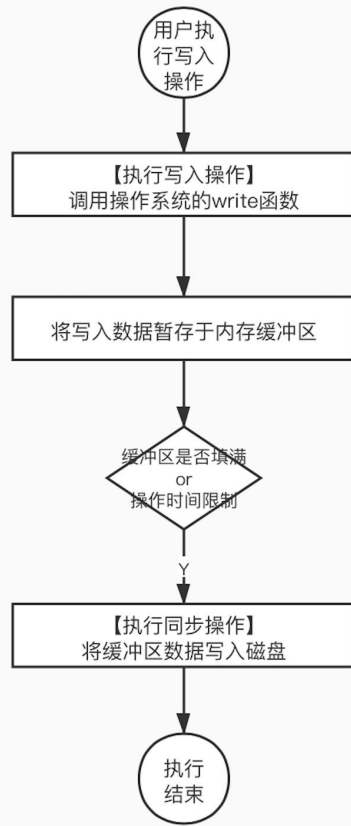 用户执
行写入
操作
【执行写入操作】
调用操作系统的write函数
将写入数据暂存于内存缓冲区
缓冲区是否填满
or
操作时间限制
Y
【执行同步操作】
将缓冲区数据写入磁盘
执行
结束